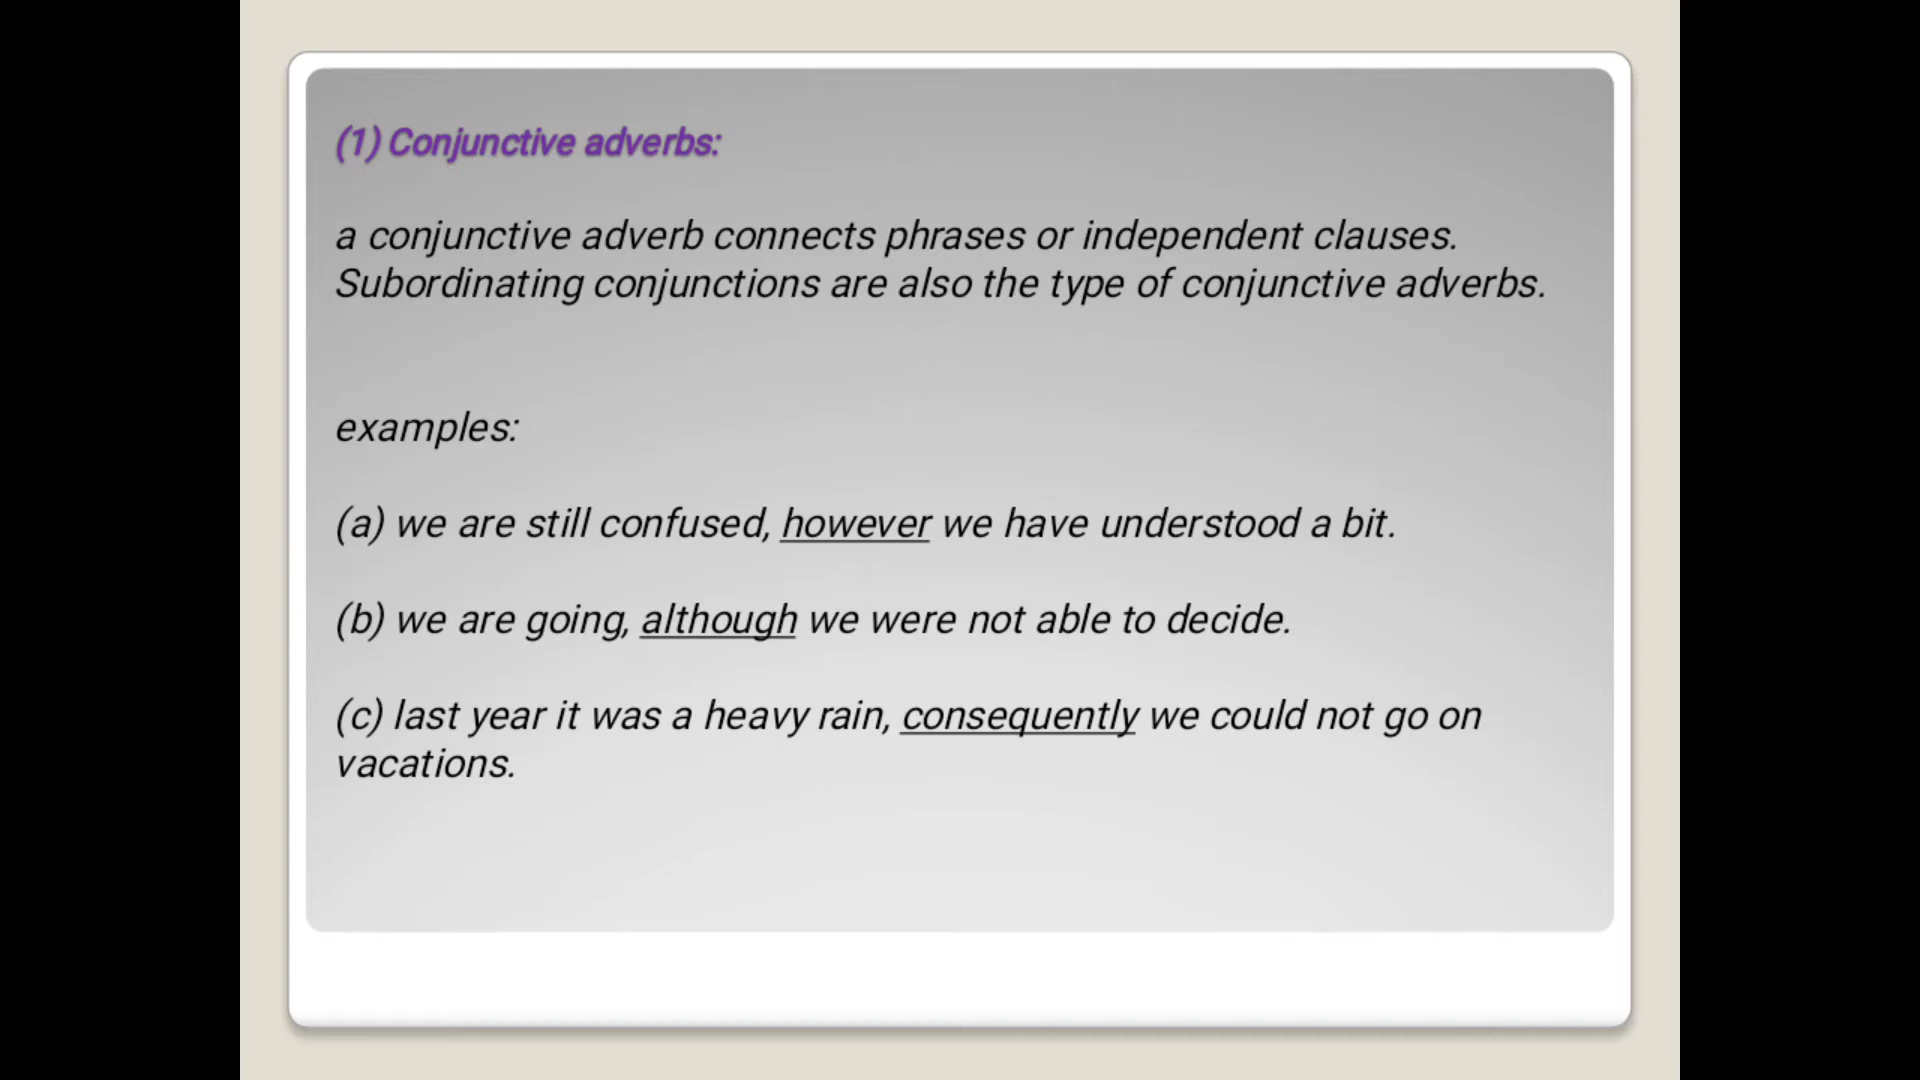 (1) Conjunctive adverbs:
a conjunctive adverb connects phrases or independent clauses.
Subordinating conjunctions are also the type of conjunctive adverbs.
examples:
(a) we are still confused, however we have understood a bit.
(b) we are going, although we were not able to decide.
(c) last year it was a heavy rain, consequently we could not go on
vacations.